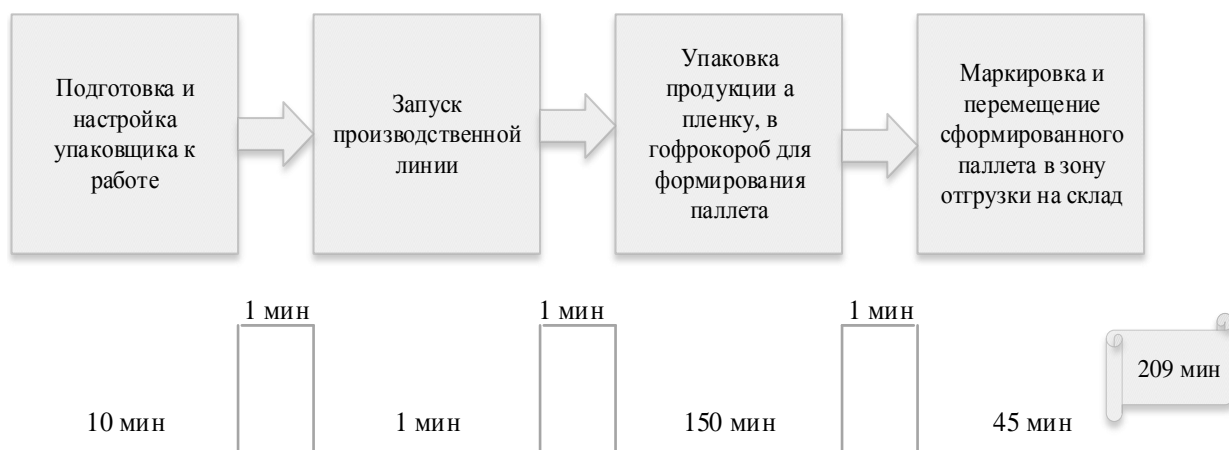 Подготовка и
настройка
упаковщика к
работе
Запуск
производственной
линии
Упаковка
продукции а
пленку, в
гофрокороб для
формирования
паллета
Маркировка и
перемещение
сформированного
паллета в зону
отгрузки на склад
1 мин
1 мин
1 мин
10 мин
1 мин
150 мин
45 мин
209 мин